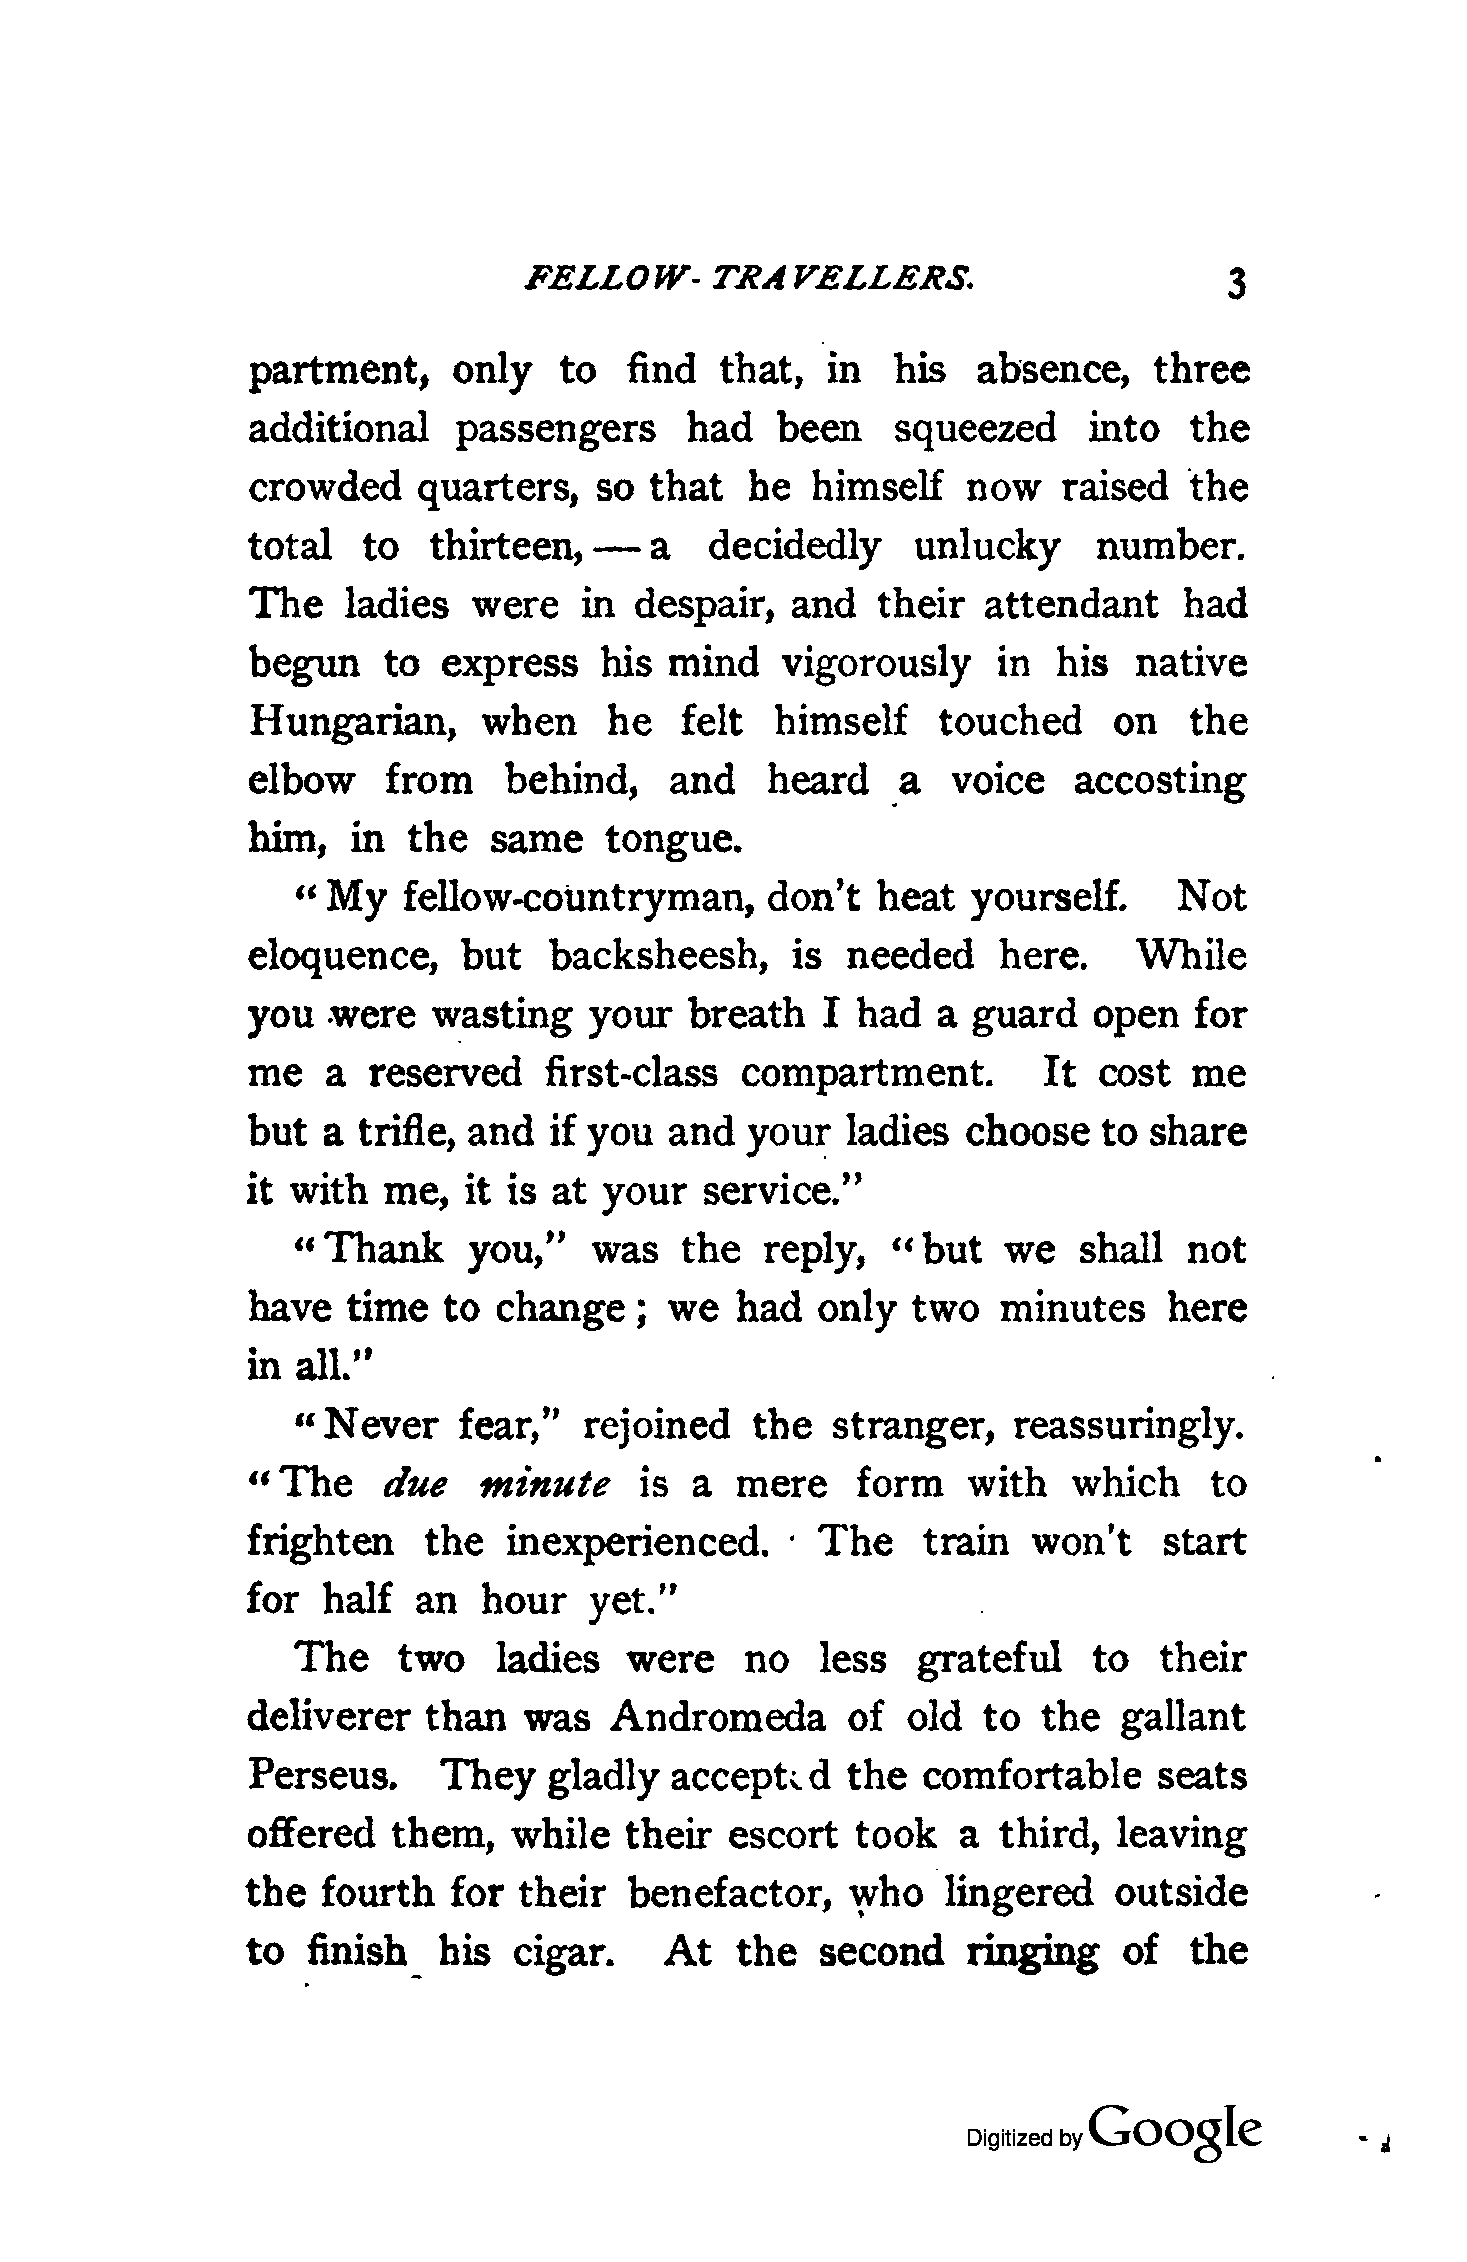 FELLOW-TRAVELLERS. 3
partment, only to find that, in his absence, three
additional passengers had been squeezed into the
crowded quarters, so that he himself now raised the
total to thirteen, — a decidedly unlucky number.
The ladies were in despair, and their attendant had
begun to express his mind vigorously in his native
Hungarian, when he felt himself touched on the
elbow from behind, and heard a voice accosting
him, in the same tongue.
“My fellow-countryman, don't heat yourself. Not
eloquence, but backsheesh, is needed here. While
you were wasting your breath I had a guard open for
me a reserved first-class compartment. It cost me
but a trifle, and if you and your ladies choose to share
it with me, it is at your service.”
“Thank you,” was the reply, “but we shall not
have time to change; we had only two minutes here
in all.”
“Never fear,” rejoined the stranger, reassuringly.
“The due minute is a mere form with which to
frighten the inexperienced. The train won't start
for half an hour yet.”
The two ladies were no less grateful to their
deliverer than was Andromeda of old to the gallant
Perseus. They gladly accepted the comfortable seats
offered them, while their escort took a third, leaving
the fourth for their benefactor, who lingered outside
to finish his cigar. At the second ringing of the
Digitized by Google